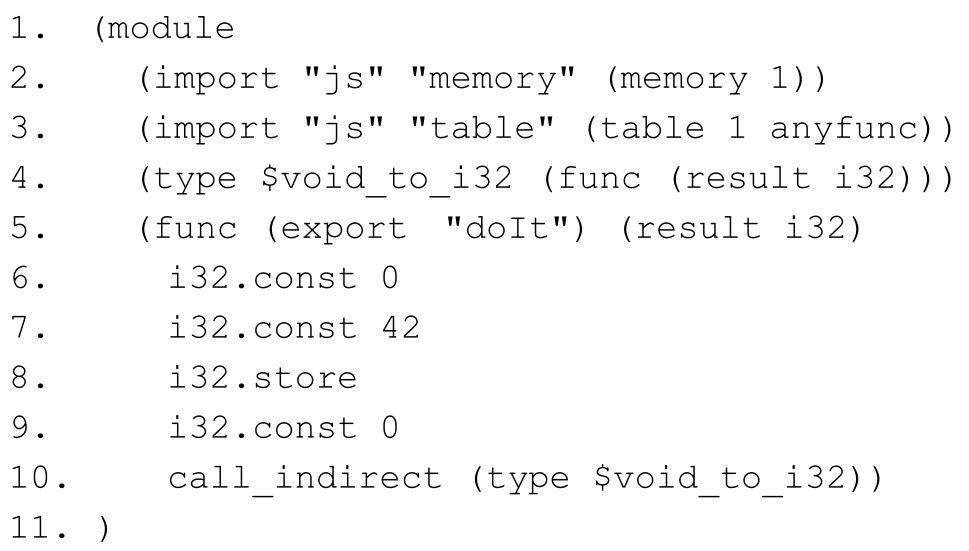 1. (module
2. (import "js" "memory" (memory 1))
3. (import "js" "table" (table 1 anyfunc))
4. (type $void_to_i32 (func (result i32)))
5. (func (export "doIt") (result i32)
6. i32.const 0
7. i32.const 42
8. i32.store
9. i32.const 0
10. call_indirect (type $void_to_i32))
11. )